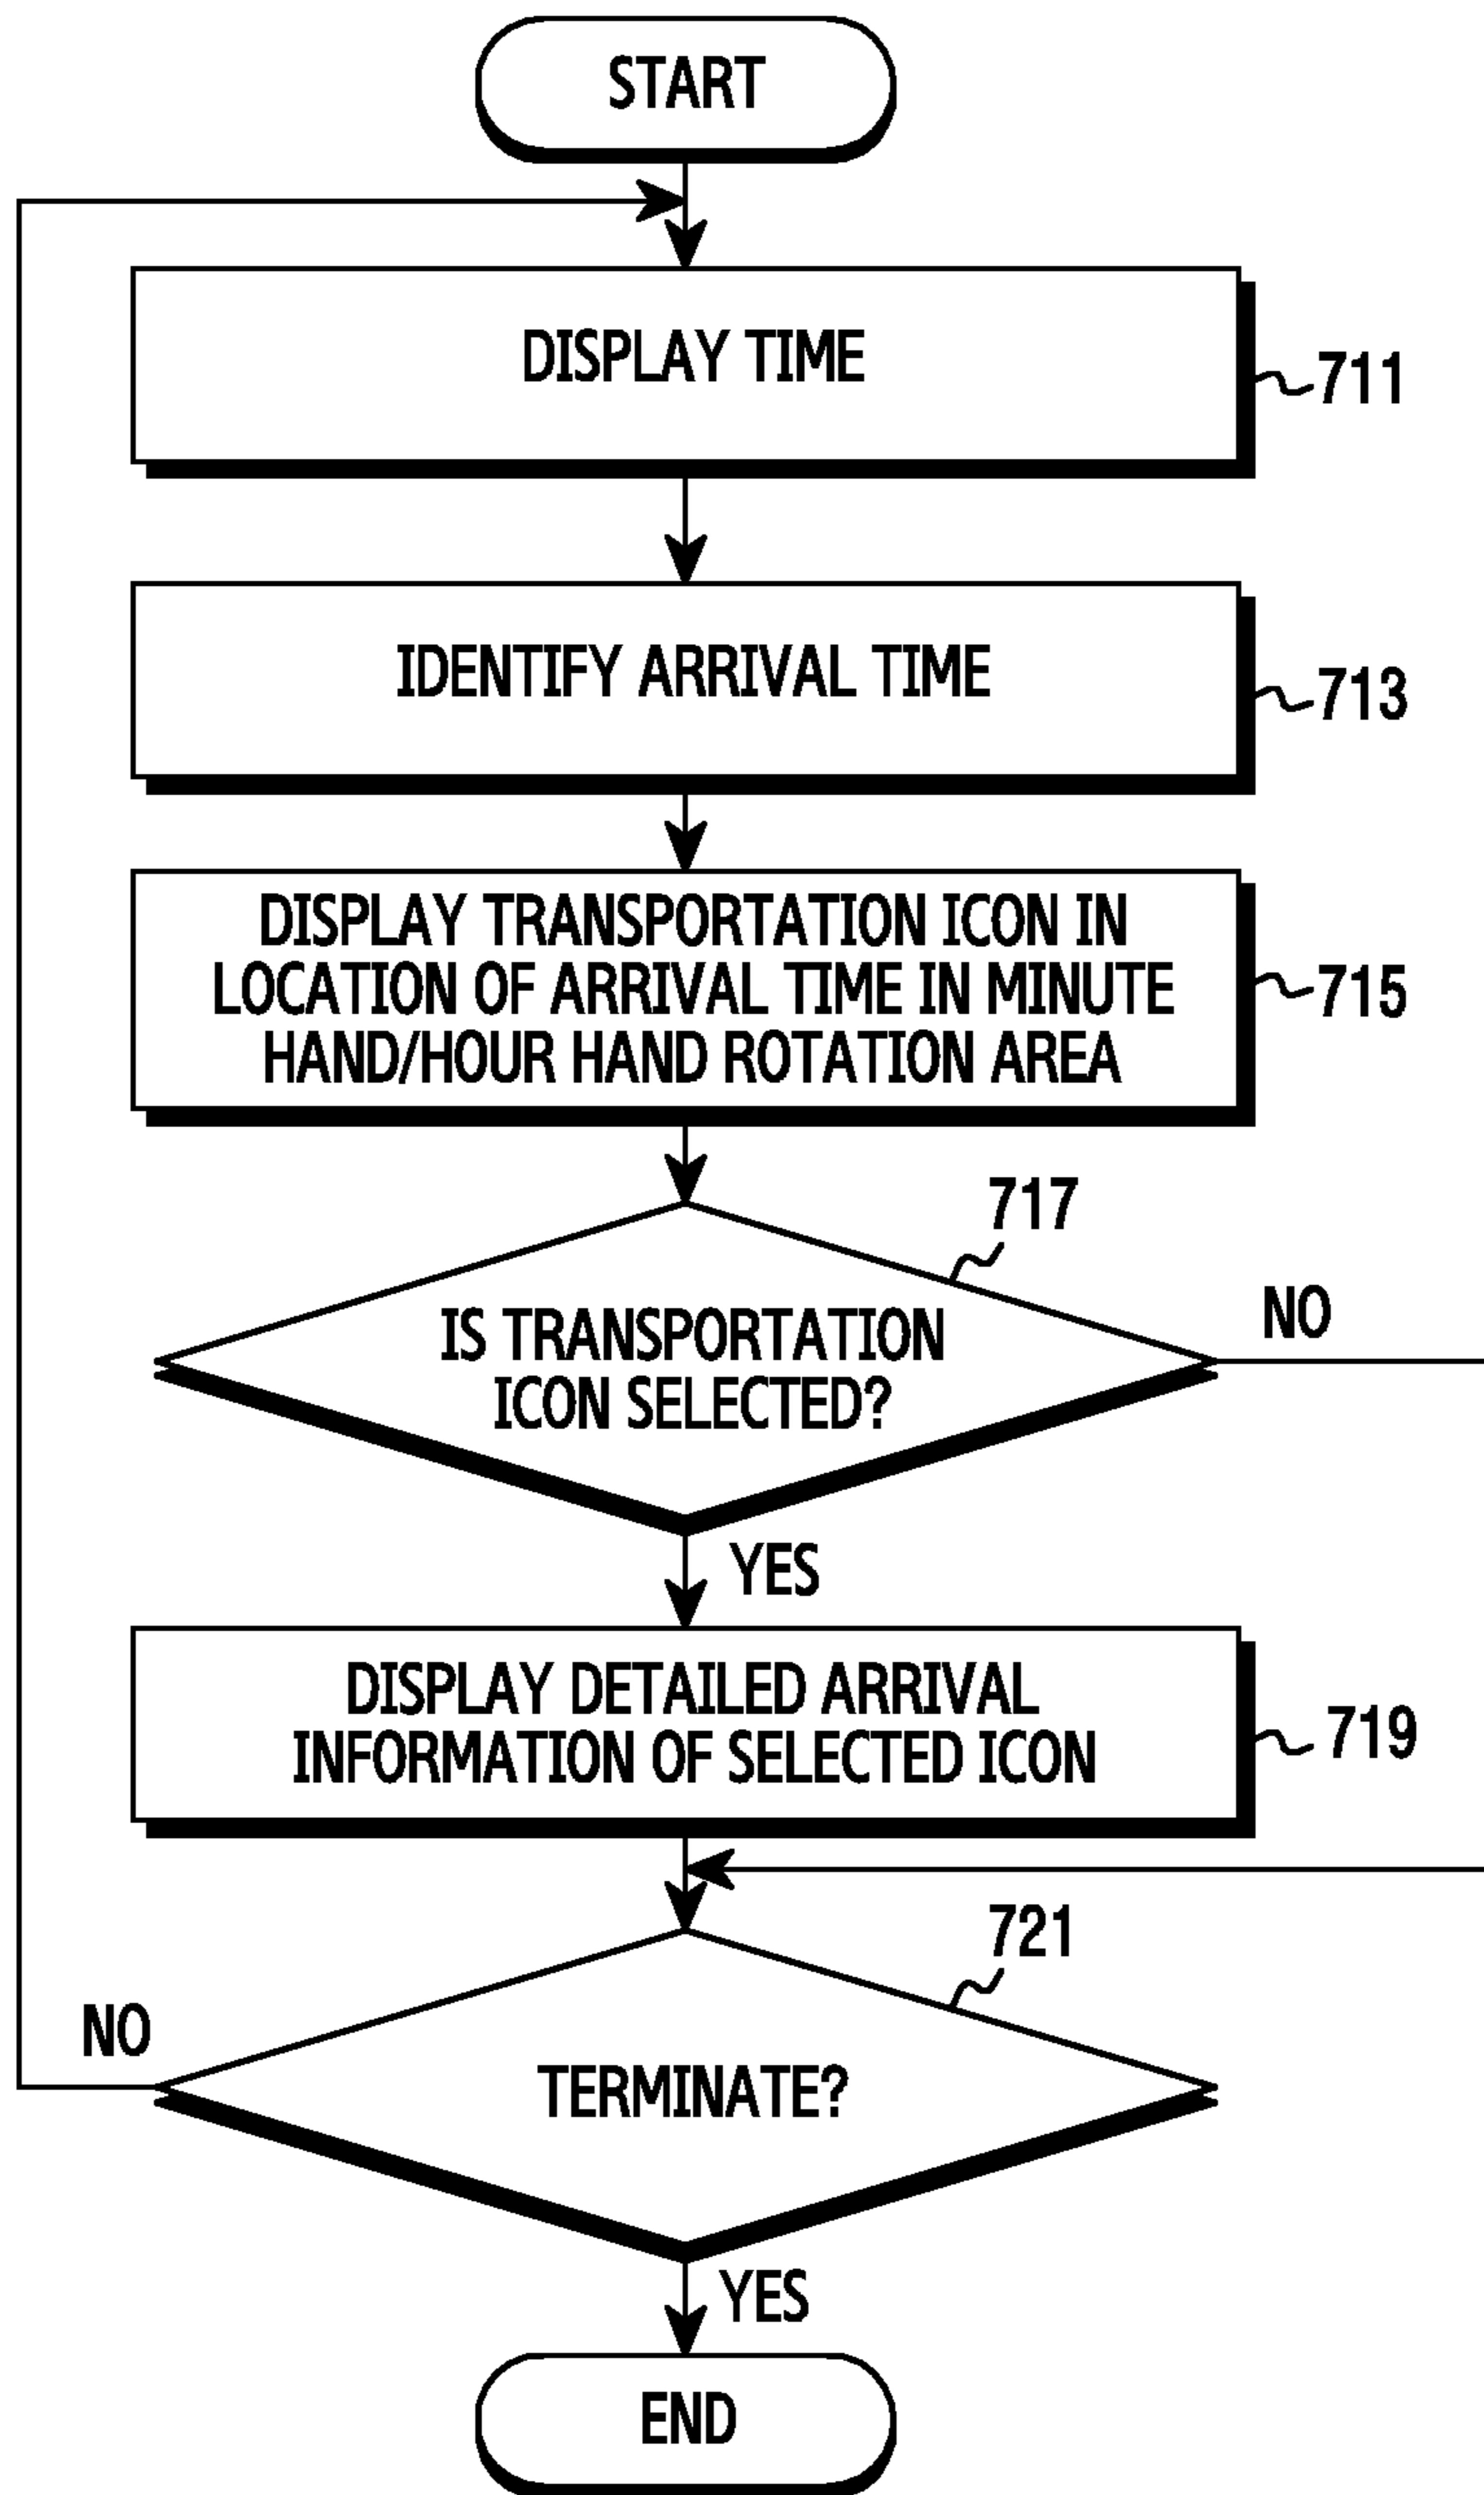 START
DISPLAY TIME
711
IDENTIFY ARRIVAL TIME
713
DISPLAY TRANSPORTATION ICON IN
LOCATION OF ARRIVAL TIME IN MINUTE
HAND/HOUR HAND ROTATION AREA
715
717
IS TRANSPORTATION
ICON SELECTED?
NO
YES
DISPLAY DETAILED ARRIVAL
INFORMATION OF SELECTED ICON
719
721
NO
TERMINATE?
YES
END